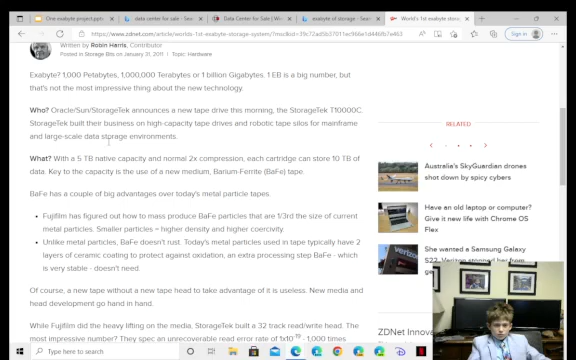 One exabyte project.pptx
data center for sale - Sear
Data Center for Sale | W
exabyte of storage - Sear
World's 1st exabyte storag
https://www.zdnet.com/article/worlds-1st-exabyte-storage-system/
Sign in
Written by Robin Harris, Contributor
Posted in Storage Bits on January 31, 2011 | Topic: Hardware
Exabyte? 1,000 Petabytes, 1,000,000 Terabytes or 1 billion Gigabytes. 1 EB is a big number, but
that's not the most impressive thing about the new technology.
Who? Oracle/Sun/StorageTek announces a new tape drive this morning, the StorageTek T10000C.
StorageTek built their business on high-capacity tape drives and robotic tape silos for mainframe
and large-scale data storage environments.
What? With a 5 TB native capacity and normal 2x compression, each cartridge can store 10 TB of
data. Key to the capacity is the use of a new medium, Barium-Ferrite (BaFe) tape.
BaFe has a couple of big advantages over today's metal particle tapes.
Fujifilm has figured out how to mass produce BaFe particles that are 1/3rd the size of current
metal particles. Smaller particles = higher density and higher coercivity.
Unlike metal particles, BaFe doesn't rust. Today's metal particles used in tape typically have 2
layers of ceramic coating to protect against oxidation, an extra processing step BaFe - which
is very stable - doesn't need.
Of course, a new tape without a new tape head to take advantage of it is useless. New media and
head development go hand in hand.
While Fujifilm did the heavy lifting on the media, StorageTek built a 32 track read/write head. The
most impressive number? They spec an unrecoverable read error rate of 1x10⁻¹⁹ - 1,000 times
RELATED
Australia's SkyGuardian drones
shot down by spicy cybers
Have an old laptop or computer?
Give it new life with Chrome OS
Flex
She wanted a Samsung Galaxy
S22. Verizon
ZDNet Innova
Type here to search